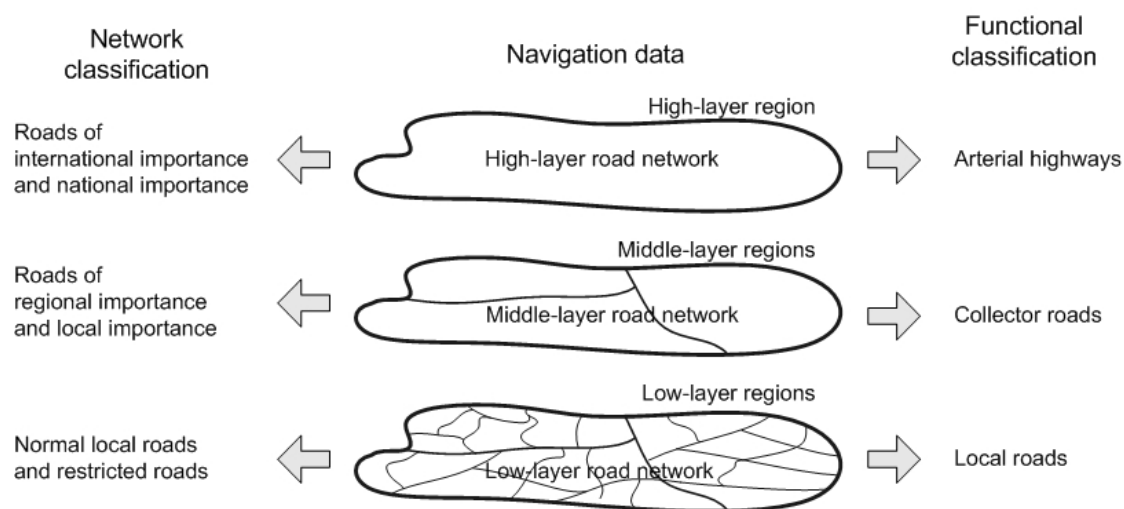 Network
classification
Navigation data
Functional
classification
High-layer region
Roads of
international importance
and national importance
High-layer road network
Arterial highways
Middle-layer regions
Roads of
regional importance
and local importance
Middle-layer road network
Collector roads
Low-layer regions
Normal local roads
and restricted roads
Low-layer road network
Local roads